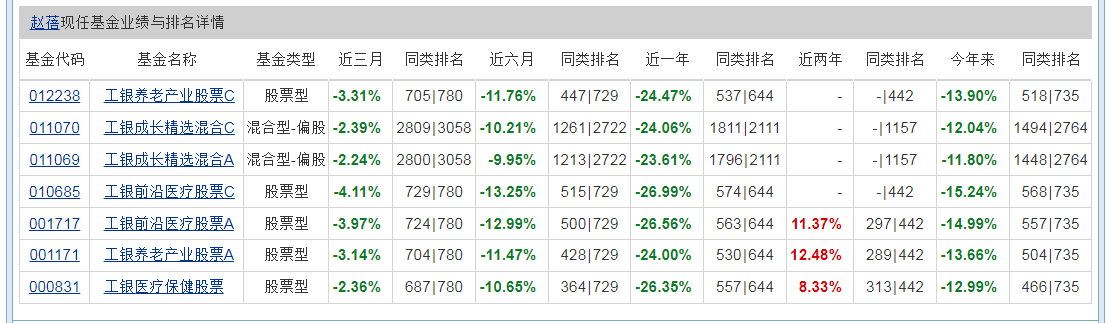 赵蓓现任基金业绩与排名详情
基金代码 基金名称 基金类型 近三月 同类排名 近六月 同类排名 近一年 同类排名 近两年 同类排名 今年来 同类排名
012238 工银养老产业股票C 股票型 -3.31% 705|780 -11.76% 447|729 -24.47% 537|644 - -|442 -13.90% 518|735
011070 工银成长精选混合C 混合型-偏股 -2.39% 2809|3058 -10.21% 1261|2722 -24.06% 1811|2111 - -|1157 -12.04% 1494|2764
011069 工银成长精选混合A 混合型-偏股 -2.24% 2800|3058 -9.95% 1213|2722 -23.61% 1796|2111 - -|1157 -11.80% 1448|2764
010685 工银前沿医疗股票C 股票型 -4.11% 729|780 -13.25% 515|729 -26.99% 574|644 - -|442 -15.24% 568|735
001717 工银前沿医疗股票A 股票型 -3.97% 724|780 -12.99% 500|729 -26.56% 563|644 11.37% 297|442 -14.99% 557|735
001171 工银养老产业股票A 股票型 -3.14% 704|780 -11.47% 428|729 -24.00% 530|644 12.48% 289|442 -13.66% 504|735
000831 工银医疗保健股票 股票型 -2.36% 687|780 -10.65% 364|729 -26.35% 557|644 8.33% 313|442 -12.99% 466|735